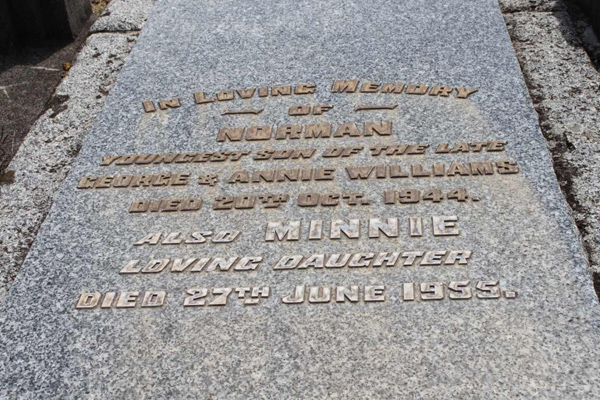 In Loving Memory
— OF —
NORMAN
YOUNGEST SON OF THE LATE
GEORGE & ANNIE WILLIAMS
DIED 20TH OCT. 1944.
ALSO MINNIE
LOVING DAUGHTER
DIED 27TH JUNE 1955.